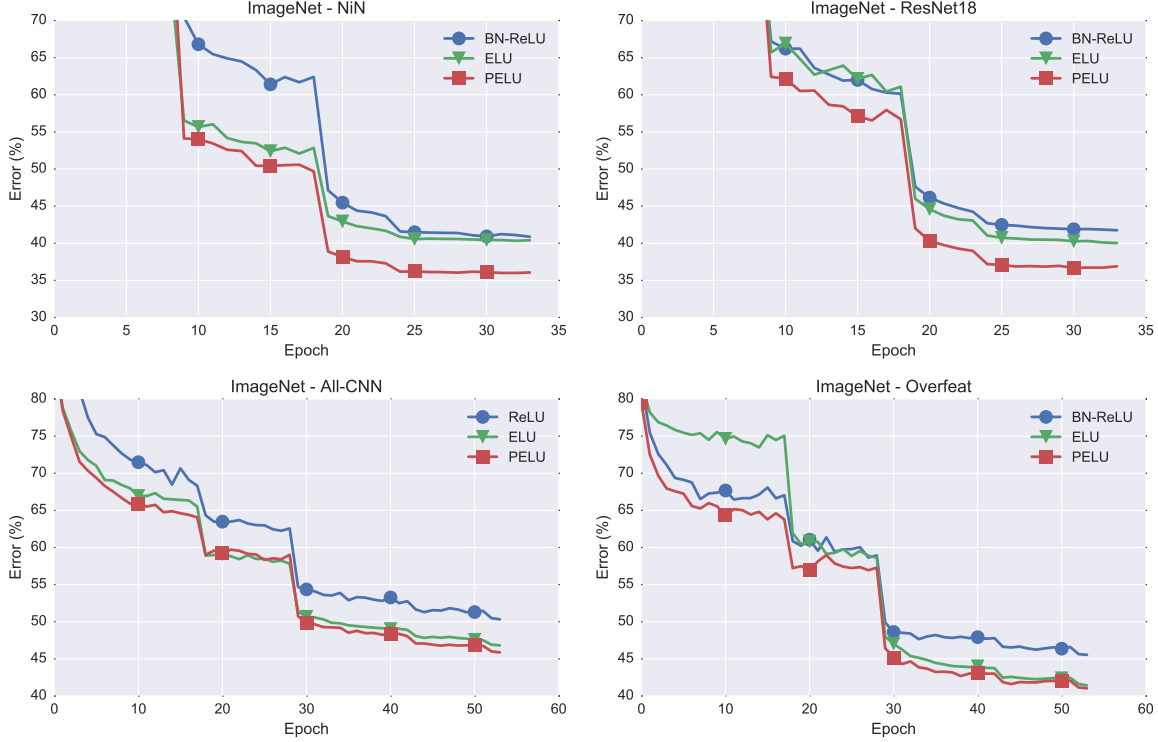 ImageNet - NiN
70
65
60
55
50
45
40
35
30
Error (%)
BN-ReLU
ELU
PELU
0 5 10 15 20 25 30 35
Epoch
ImageNet - ResNet18
70
65
60
55
50
45
40
35
30
Error (%)
BN-ReLU
ELU
PELU
0 5 10 15 20 25 30 35
Epoch
ImageNet - All-CNN
80
75
70
65
60
55
50
45
40
Error (%)
ReLU
ELU
PELU
0 10 20 30 40 50 60
Epoch
ImageNet - Overfeat
80
75
70
65
60
55
50
45
40
Error (%)
BN-ReLU
ELU
PELU
0 10 20 30 40 50 60
Epoch